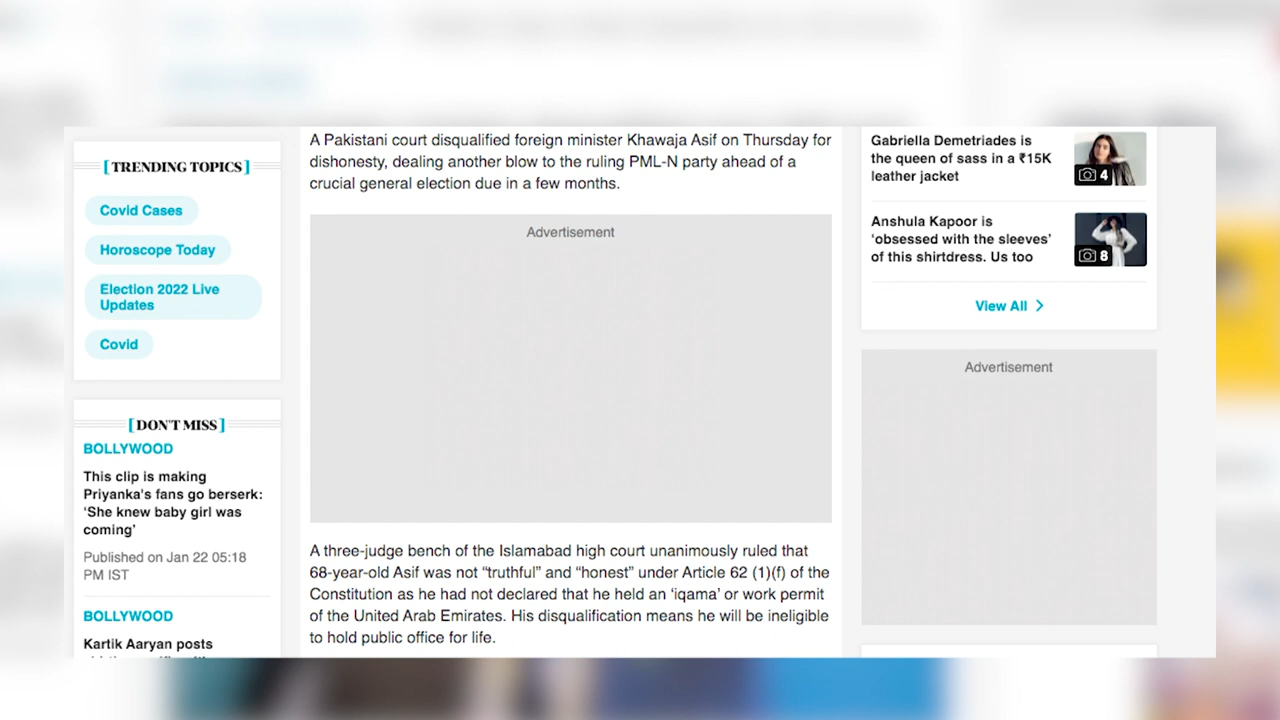 [ TRENDING TOPICS ]
Covid Cases
Horoscope Today
Election 2022 Live
Updates
Covid
[ DON'T MISS ]
BOLLYWOOD
This clip is making
Priyanka's fans go berserk:
'She knew baby girl was
coming'
Published on Jan 22 05:18
PM IST
BOLLYWOOD
Kartik Aaryan posts
A Pakistani court disqualified foreign minister Khawaja Asif on Thursday for
dishonesty, dealing another blow to the ruling PML-N party ahead of a
crucial general election due in a few months.
Advertisement
A three-judge bench of the Islamabad high court unanimously ruled that
68-year-old Asif was not “truthful” and “honest” under Article 62 (1)(f) of the
Constitution as he had not declared that he held an ‘iqama’ or work permit
of the United Arab Emirates. His disqualification means he will be ineligible
to hold public office for life.
Gabriella Demetriades is
the queen of sass in a ₹15K
leather jacket
4
Anshula Kapoor is
‘obsessed with the sleeves’
of this shirtdress. Us too
8
View All >
Advertisement